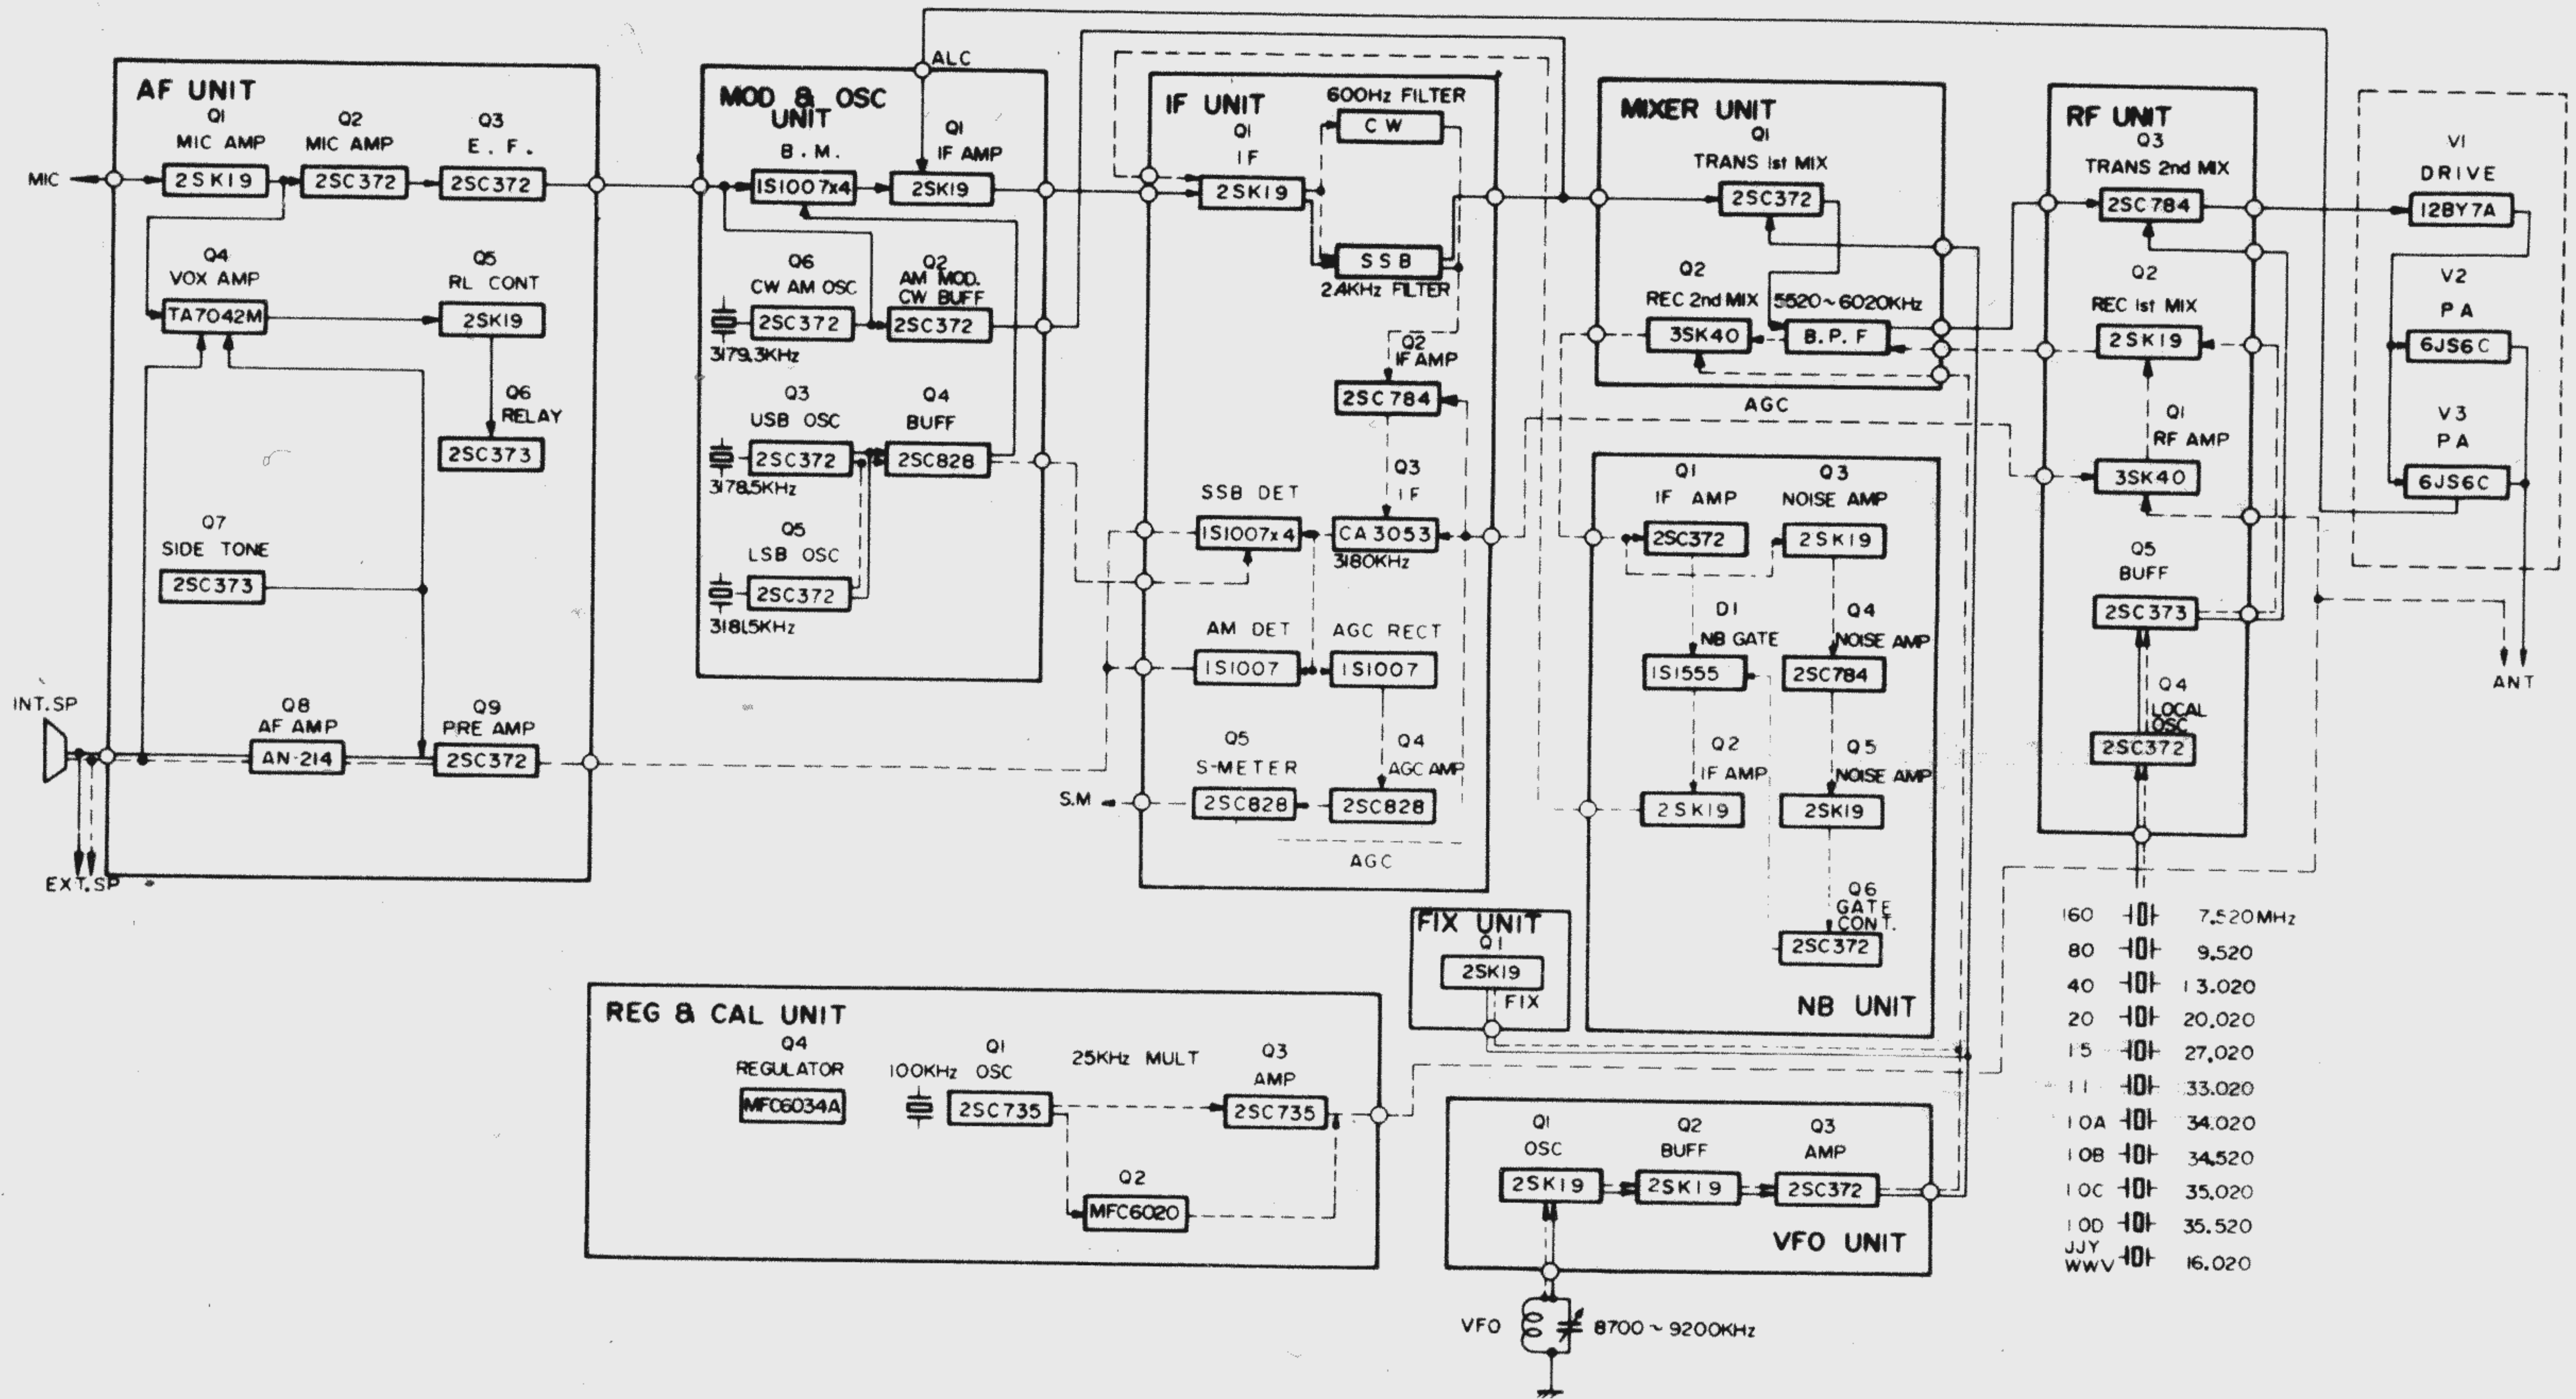 AF UNIT
Q1
MIC AMP
2SK19
Q2
MIC AMP
2SC372
Q3
E.F.
2SC372
MIC
Q4
VOX AMP
TA7042M
Q5
RL CONT
2SK19
Q6
RELAY
2SC373
Q7
SIDE TONE
2SC373
INT.SP
Q8
AF AMP
AN-214
Q9
PRE AMP
2SC372
EXT.SP
ALC
MOD & OSC
UNIT
B.M.
1S1007x4
Q1
IF AMP
2SK19
Q6
CW AM OSC
2SC372
3179.3KHz
Q2
AM MOD.
CW BUFF
2SC372
Q3
USB OSC
2SC372
3178.5KHz
Q4
BUFF
2SC828
Q5
LSB OSC
2SC372
3181.5KHz
IF UNIT
600Hz FILTER
CW
Q1
IF
2SK19
SSB
2.4KHz FILTER
Q2
IF AMP
2SC784
Q3
IF
CA3053
3180KHz
SSB DET
1S1007x4
AM DET
1S1007
AGC RECT
1S1007
Q5
S-METER
2SC828
Q4
AGC AMP
2SC828
S.M
AGC
MIXER UNIT
Q1
TRANS 1st MIX
2SC372
Q2
REC 2nd MIX
3SK40
5520~6020KHz
B.P.F
AGC
Q1
IF AMP
2SC372
Q3
NOISE AMP
2SK19
D1
NB GATE
1S1555
Q4
NOISE AMP
2SC784
Q2
IF AMP
2SK19
Q5
NOISE AMP
2SK19
Q6
GATE
CONT.
2SC372
NB UNIT
RF UNIT
Q3
TRANS 2nd MIX
2SC784
Q2
REC 1st MIX
2SK19
Q1
RF AMP
3SK40
Q5
BUFF
2SC373
Q4
LOCAL
OSC
2SC372
V1
DRIVE
12BY7A
V2
PA
6JS6C
V3
PA
6JS6C
ANT
160 7.520MHz
80 9.520
40 13.020
20 20.020
15 27.020
11 33.020
10A 34.020
10B 34.520
10C 35.020
10D 35.520
JJY
WWV 16.020
FIX UNIT
Q1
2SK19
FIX
REG & CAL UNIT
Q4
REGULATOR
MFC6034A
100KHz
Q1
OSC
2SC735
25KHz MULT
Q3
AMP
2SC735
Q2
MFC6020
Q1
OSC
2SK19
Q2
BUFF
2SK19
Q3
AMP
2SC372
VFO UNIT
VFO
8700~9200KHz